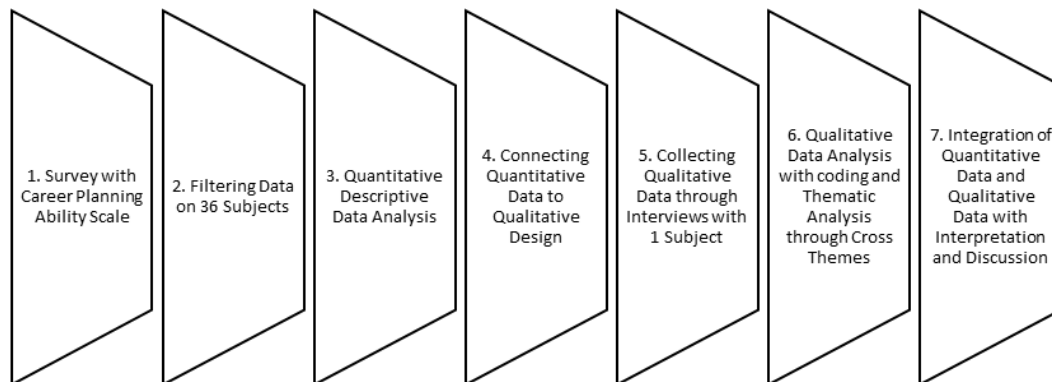 1. Survey with
Career Planning
Ability Scale
2. Filtering Data
on 36 Subjects
3. Quantitative
Descriptive
Data Analysis
4. Connecting
Quantitative
Data to
Qualitative
Design
5. Collecting
Qualitative
Data through
Interviews with
1 Subject
6. Qualitative
Data Analysis
with coding and
Thematic
Analysis
through Cross
Themes
7. Integration of
Quantitative
Data and
Qualitative
Data with
Interpretation
and Discussion